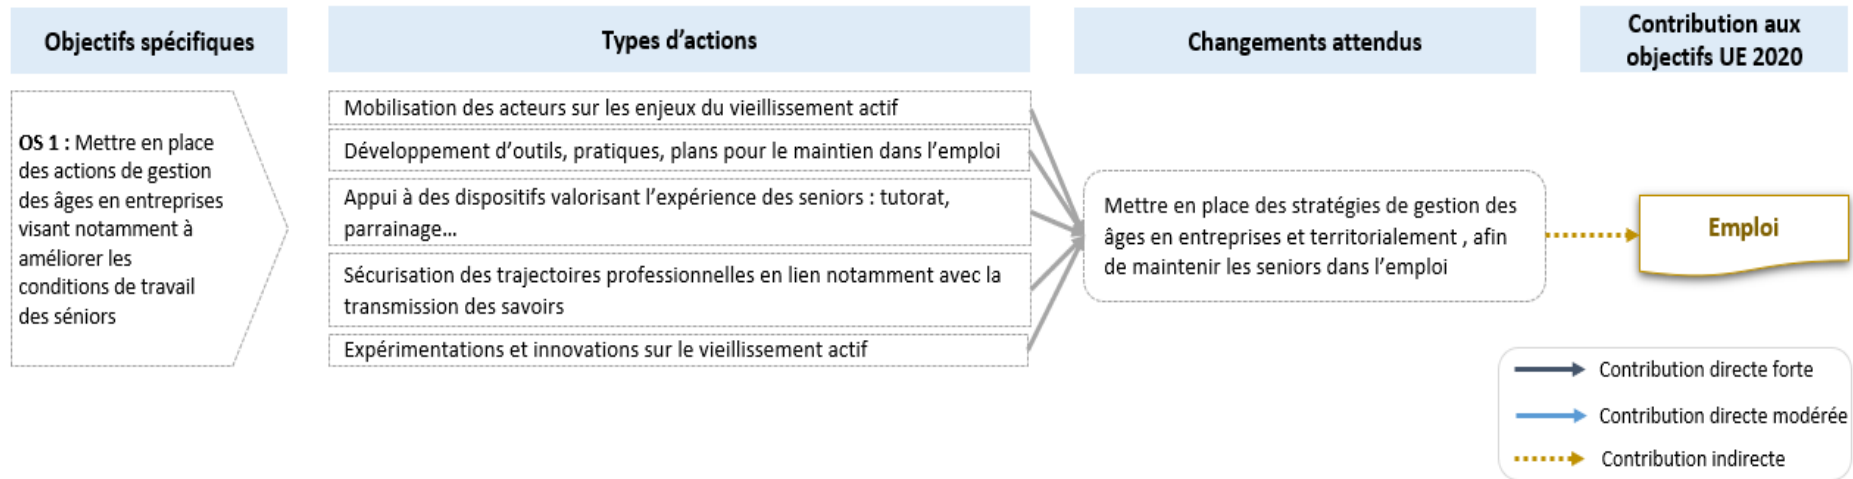 Objectifs spécifiques
Types d’actions
Changements attendus
Contribution aux
objectifs UE 2020
OS 1 : Mettre en place
des actions de gestion
des âges en entreprises
visant notamment à
améliorer les
conditions de travail
des séniors
Mobilisation des acteurs sur les enjeux du vieillissement actif
Développement d’outils, pratiques, plans pour le maintien dans l’emploi
Appui à des dispositifs valorisant l’expérience des seniors : tutorat,
parrainage...
Sécurisation des trajectoires professionnelles en lien notamment avec la
transmission des savoirs
Expérimentations et innovations sur le vieillissement actif
Mettre en place des stratégies de gestion des
âges en entreprises et territorialement , afin
de maintenir les seniors dans l’emploi
Emploi
Contribution directe forte
Contribution directe modérée
Contribution indirecte